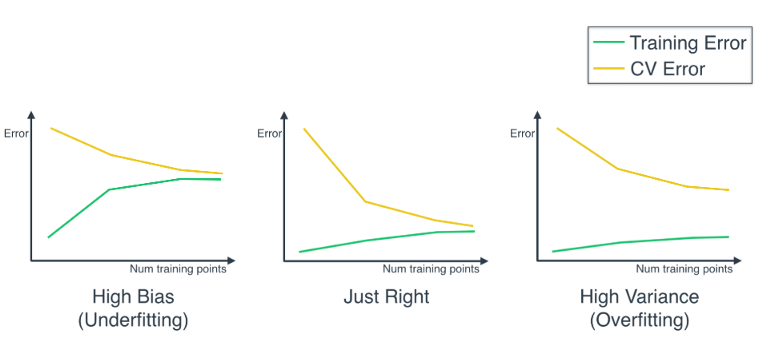 Training Error
CV Error
Error
Error
Error
Num training points
Num training points
Num training points
High Bias
(Underfitting)
Just Right
High Variance
(Overfitting)